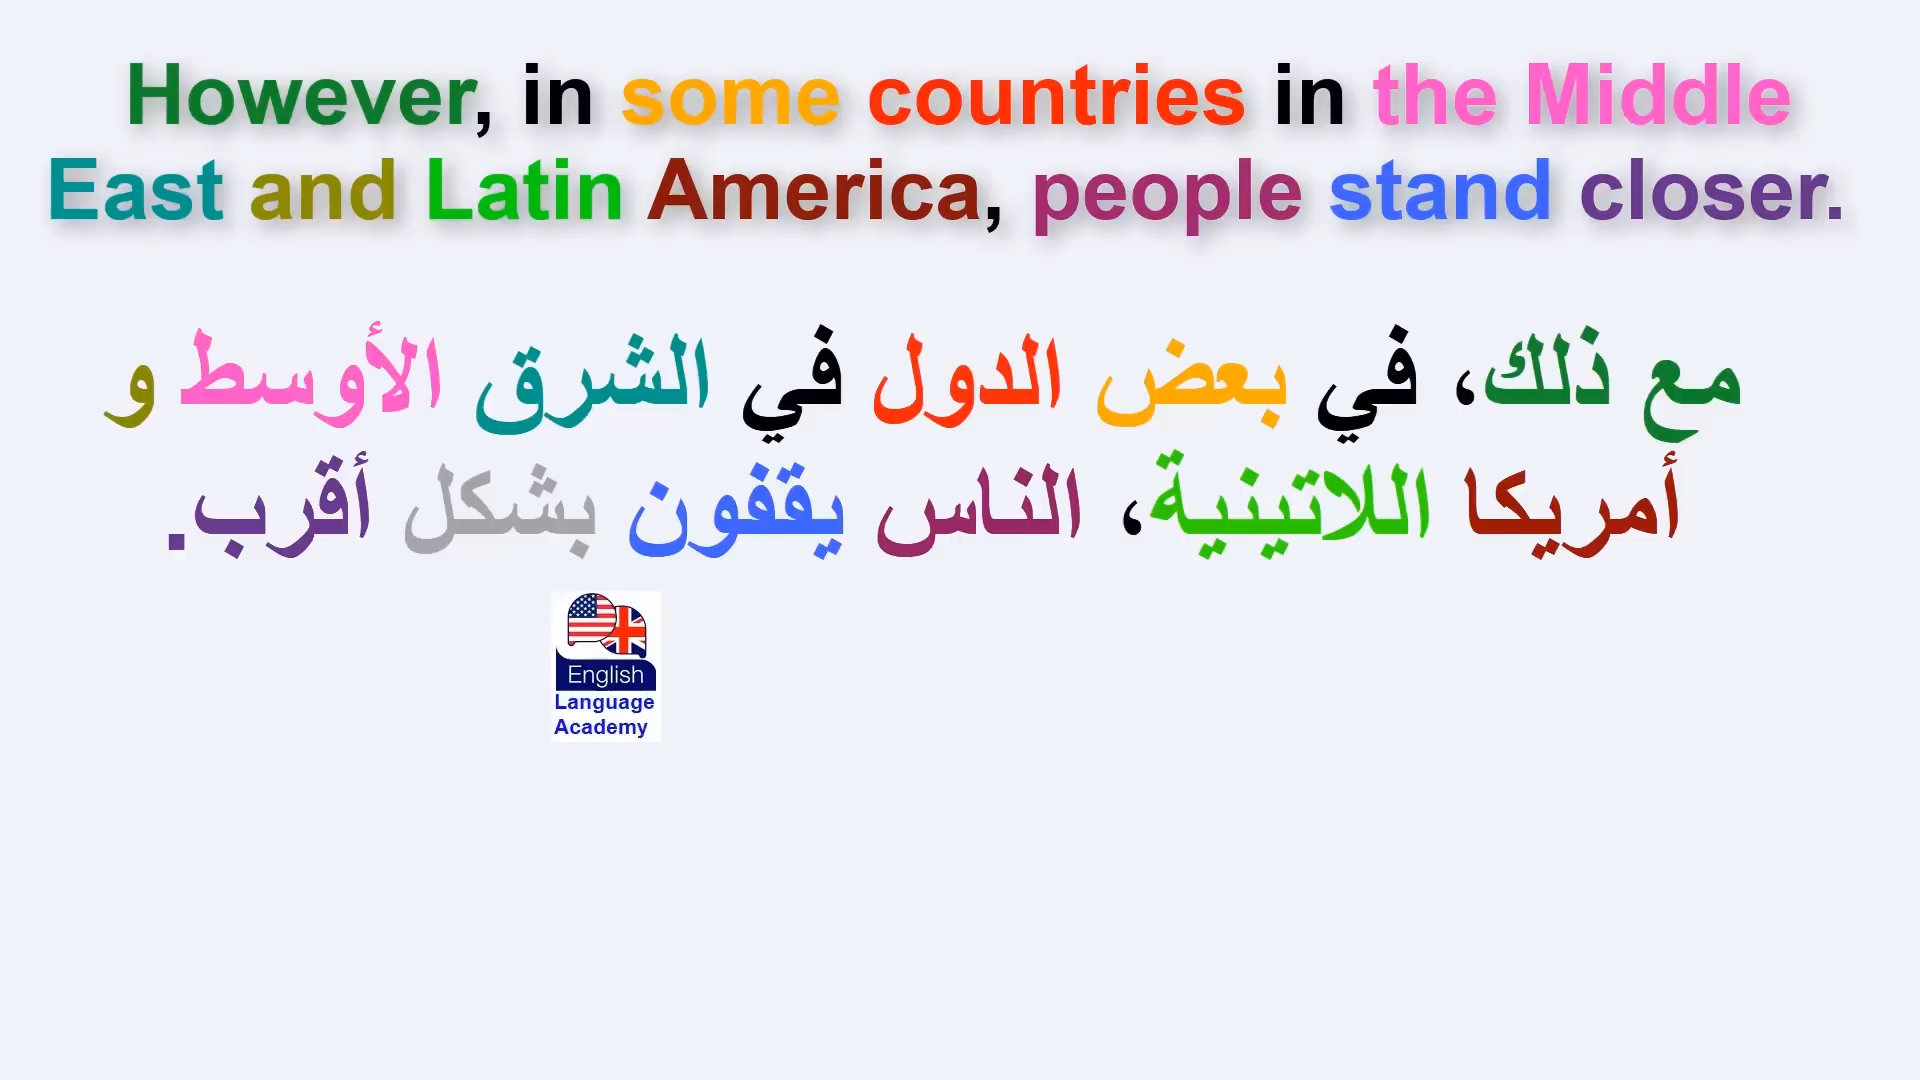 However, in some countries in the Middle
East and Latin America, people stand closer.
مع ذلك، في بعض الدول في الشرق الأوسط و
أمريكا اللاتينية، الناس يقفون بشكل أقرب.
English
Language
Academy